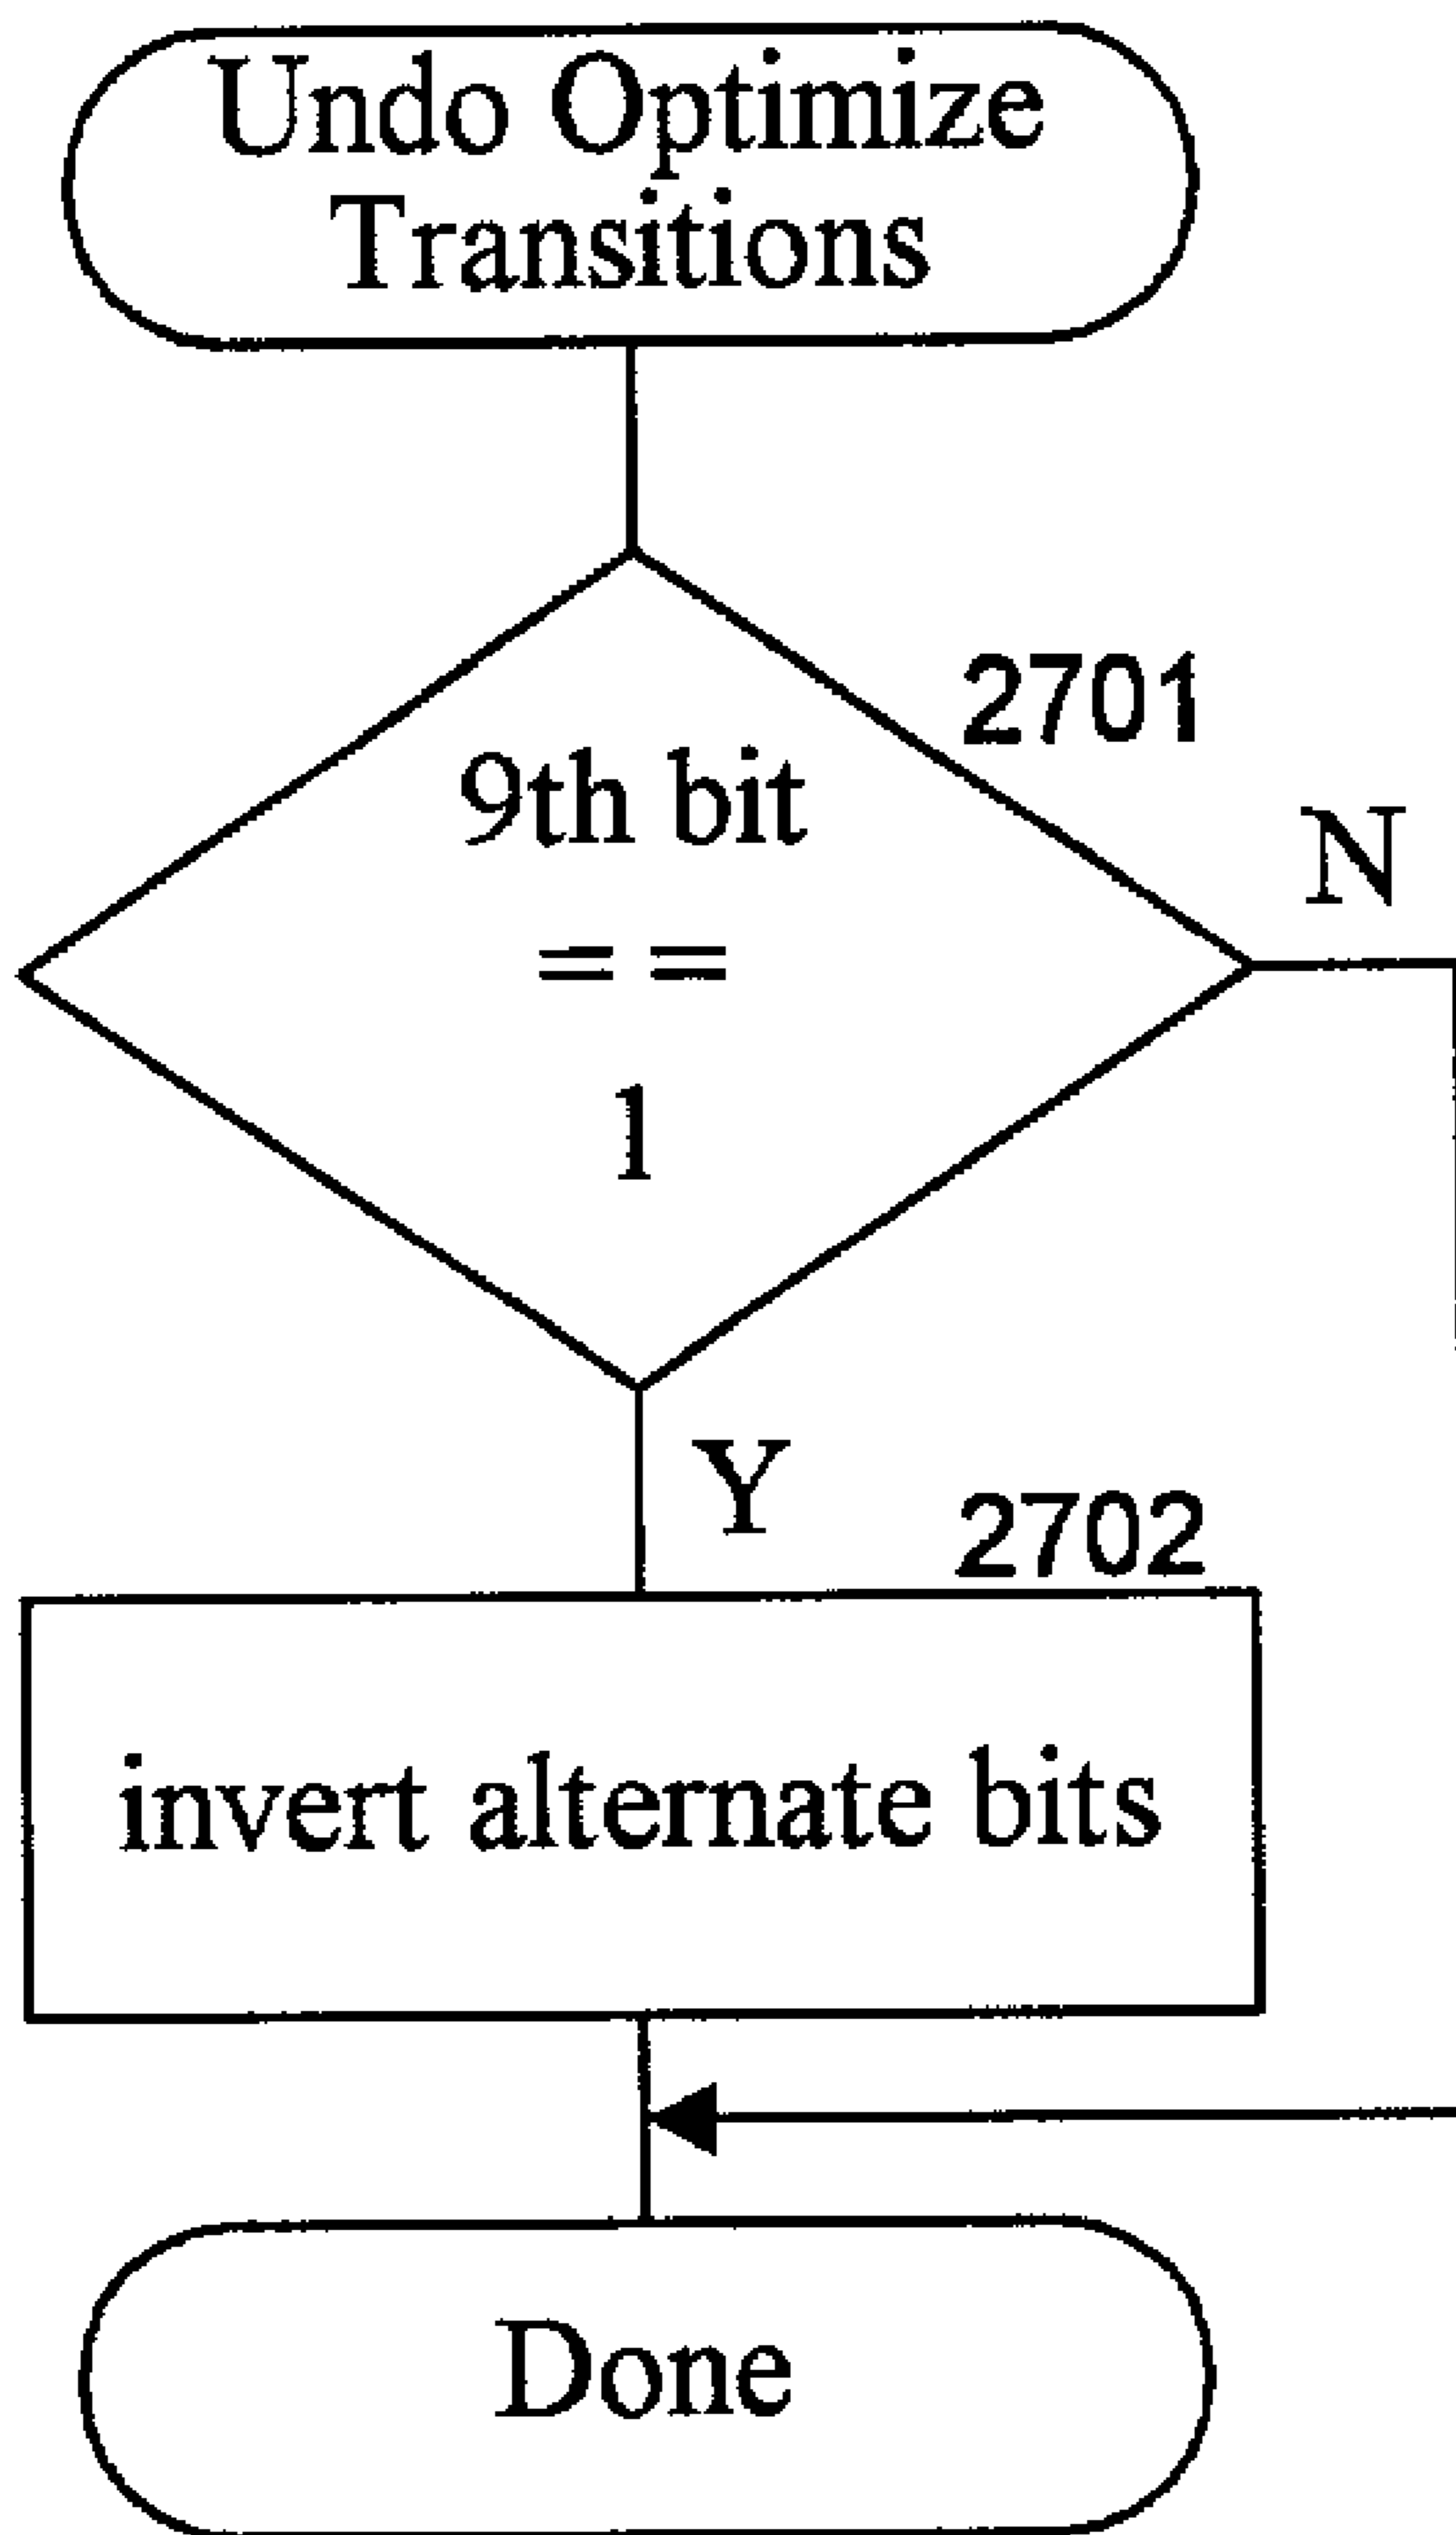 Undo Optimize
Transitions
2701
9th bit
N
==
1
Y
2702
invert alternate bits
Done